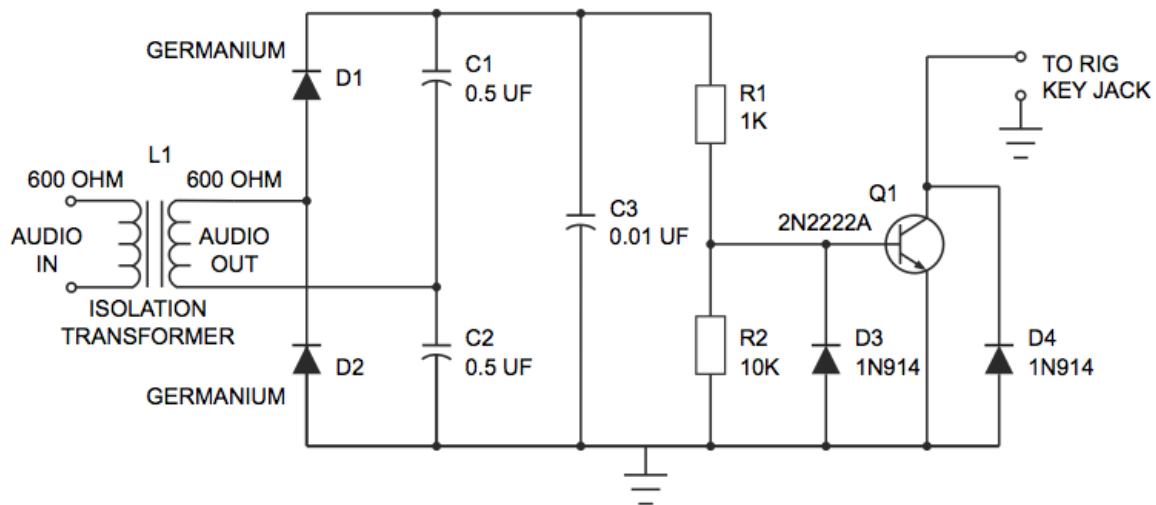 GERMANIUM
D1
C1
0.5 UF
R1
1K
TO RIG
KEY JACK
L1
600 OHM
600 OHM
AUDIO
IN
AUDIO
OUT
ISOLATION
TRANSFORMER
C3
0.01 UF
Q1
2N2222A
D2
GERMANIUM
C2
0.5 UF
R2
10K
D3
1N914
D4
1N914